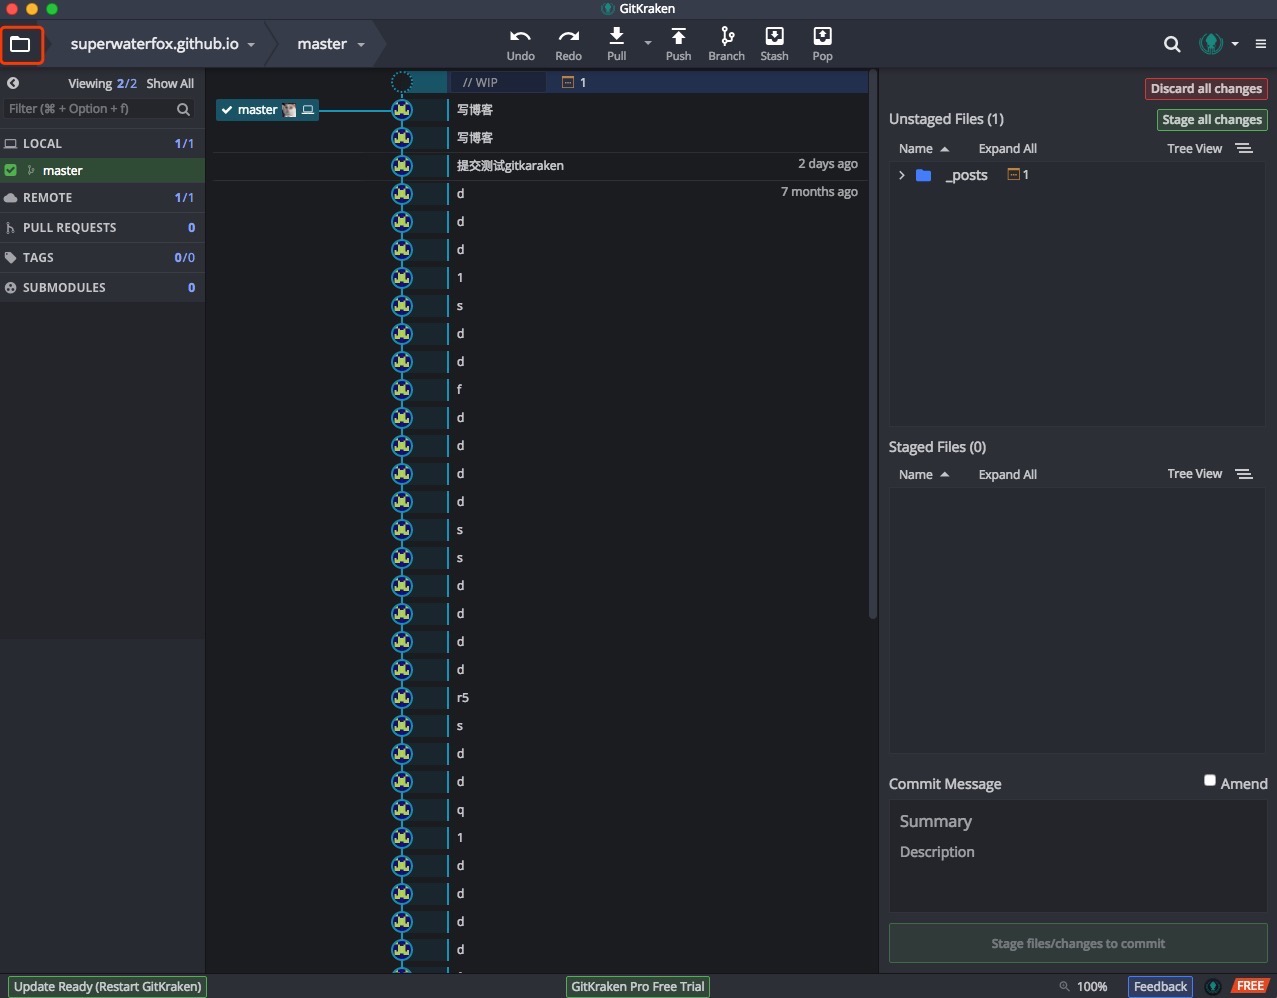 GitKraken
superwaterfox.github.io
master
Undo
Redo
Pull
Push
Branch
Stash
Pop
Viewing 2/2 Show All
Filter (⌘ + Option + f)
LOCAL 1/1
master
REMOTE 1/1
PULL REQUESTS 0
TAGS 0/0
SUBMODULES 0
// WIP 1
master 写博客
写博客
提交测试gitkaraken 2 days ago
d 7 months ago
d
d
1
s
d
d
f
d
d
d
d
s
s
d
d
d
d
r5
s
d
d
q
1
d
d
d
d
Discard all changes
Unstaged Files (1) Stage all changes
Name Expand All Tree View
_posts 1
Staged Files (0)
Name Expand All Tree View
Commit Message Amend
Summary
Description
Stage files/changes to commit
Update Ready (Restart GitKraken) GitKraken Pro Free Trial 100% Feedback FREE